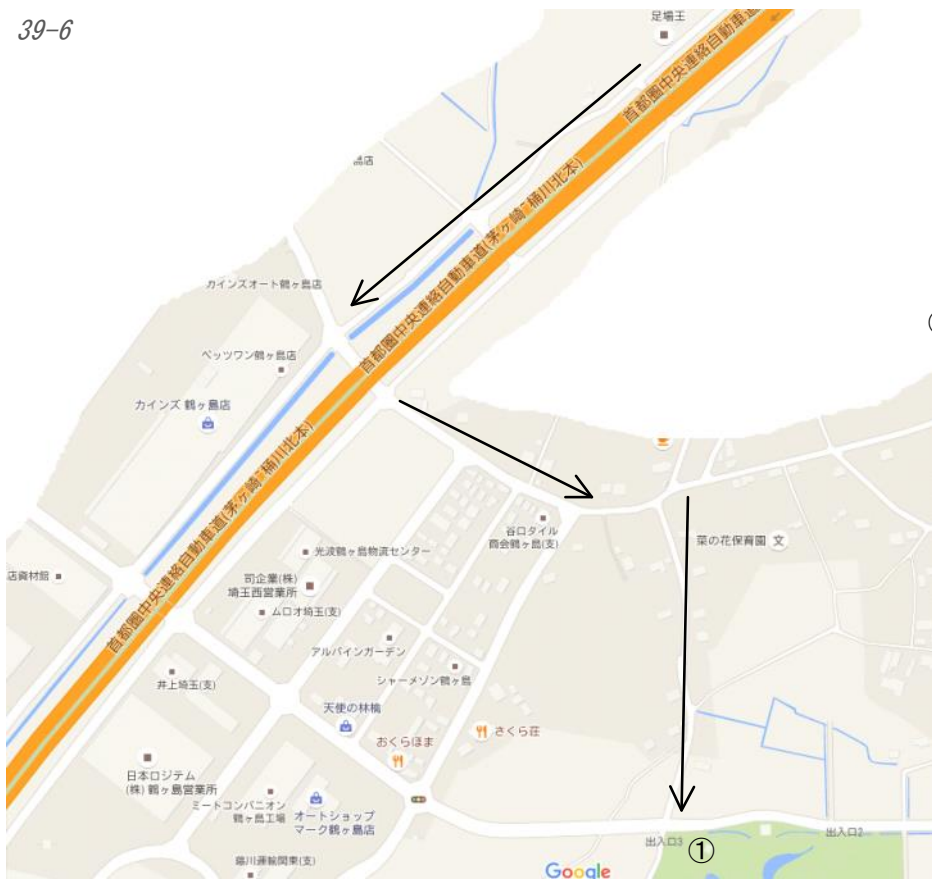 39-6
足場王
首都圏中央連絡自動車道
首都圏中央連絡自動車道(茅ヶ崎~桶川北本)
カインズオート鶴ヶ島店
ペッツワン鶴ヶ島店
カインズ 鶴ヶ島店
首都圏中央連絡自動車道(茅ヶ崎~桶川北本)
谷口タイル
商会鶴ヶ島(支)
菜の花保育園
光波鶴ヶ島物流センター
店資材館
司企業(株)
埼玉西営業所
ムロオ埼玉(支)
アルバインガーデン
シャーメゾン鶴ヶ島
井上埼玉(支)
天使の林檎
おくらほま
さくら荘
日本ロジテム
(株) 鶴ヶ島営業所
ミートコンパニオン
鶴ヶ島工場
オートショップ
マーク鶴ヶ島店
出入口3
①
出入口2
藤川運輸関東(支)
Google